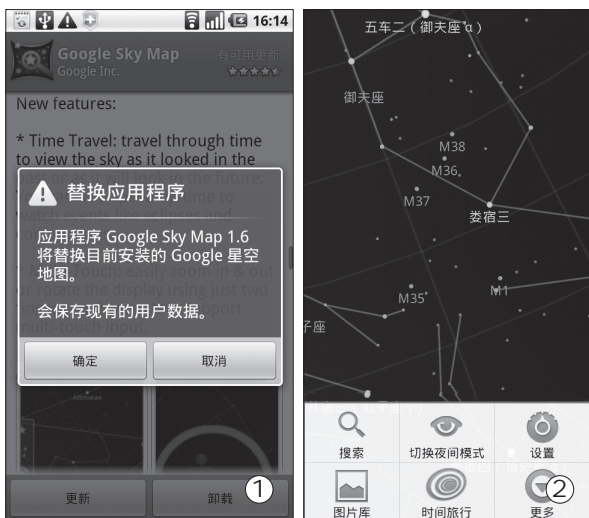 16:14
Google Sky Map
Google Inc.
有可用更新
New features:
* Time Travel: travel through time
to view the sky as it looked in the
替换应用程序
应用程序 Google Sky Map 1.6
将替换目前安装的 Google 星空
地图。
会保存现有的用户数据。
multi-touch input.
确定
取消
更新
卸载
1
五车二（御夫座 α）
御夫座
M38
M36
M37
娄宿三
M35
M1
子座
搜索
切换夜间模式
设置
图片库
时间旅行
更多
2